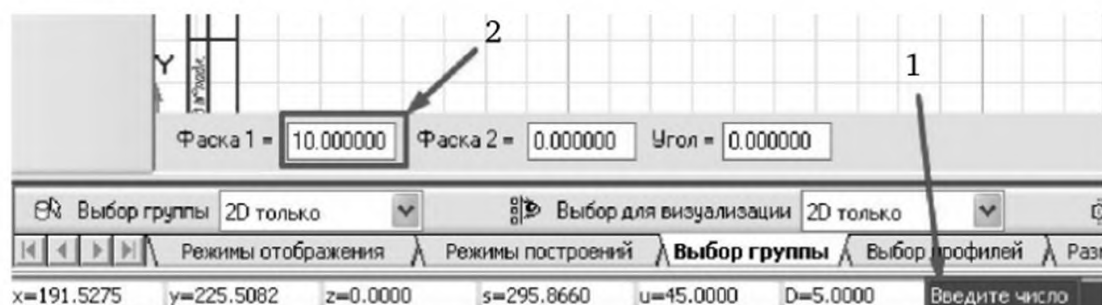 2
1
Y
Фаска 1 = 10.000000 Фаска 2 = 0.000000 Угол = 0.000000
Выбор группы 2D только Выбор для визуализации 2D только
Режимы отображения Режимы построений Выбор группы Выбор профилей Разм
x=191.5275 y=225.5082 z=0.0000 s=295.8660 u=45.0000 D=5.0000 Введите число